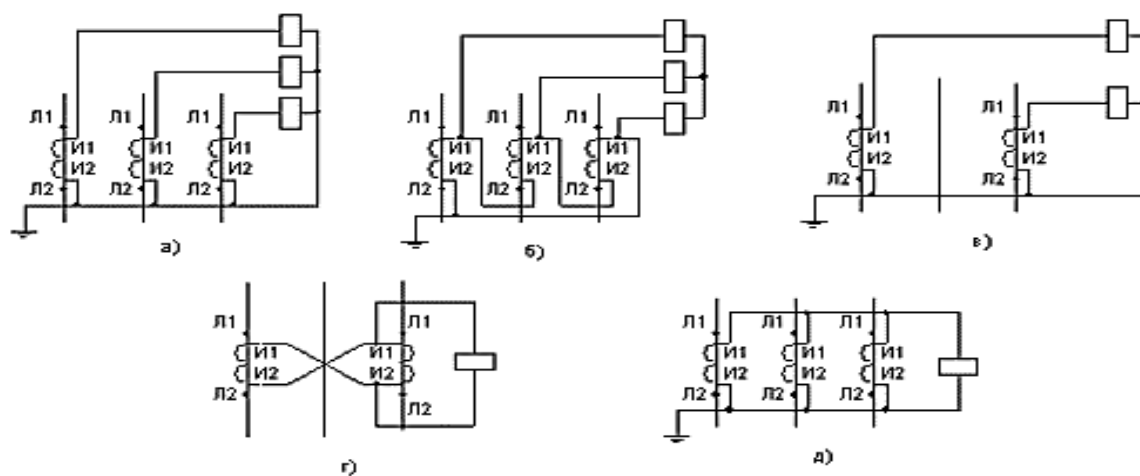 Л1 Л1 Л1
И1 И1 И1
И2 И2 И2
Л2 Л2 Л2
а)
Л1 Л1 Л1
И1 И1 И1
И2 И2 И2
Л2 Л2 Л2
б)
Л1 Л1
И1 И1
И2 И2
Л2 Л2
в)
Л1 Л1
И1 И1
И2 И2
Л2 Л2
г)
Л1 Л1 Л1
И1 И1 И1
И2 И2 И2
Л2 Л2 Л2
д)